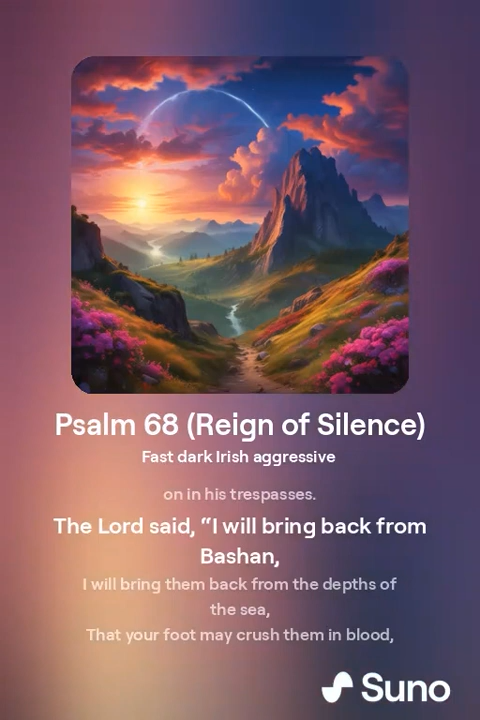 Psalm 68 (Reign of Silence)
Fast dark Irish aggressive
on in his trespasses.
The Lord said, “I will bring back from
Bashan,
I will bring them back from the depths of
the sea,
That your foot may crush them in blood,
Suno